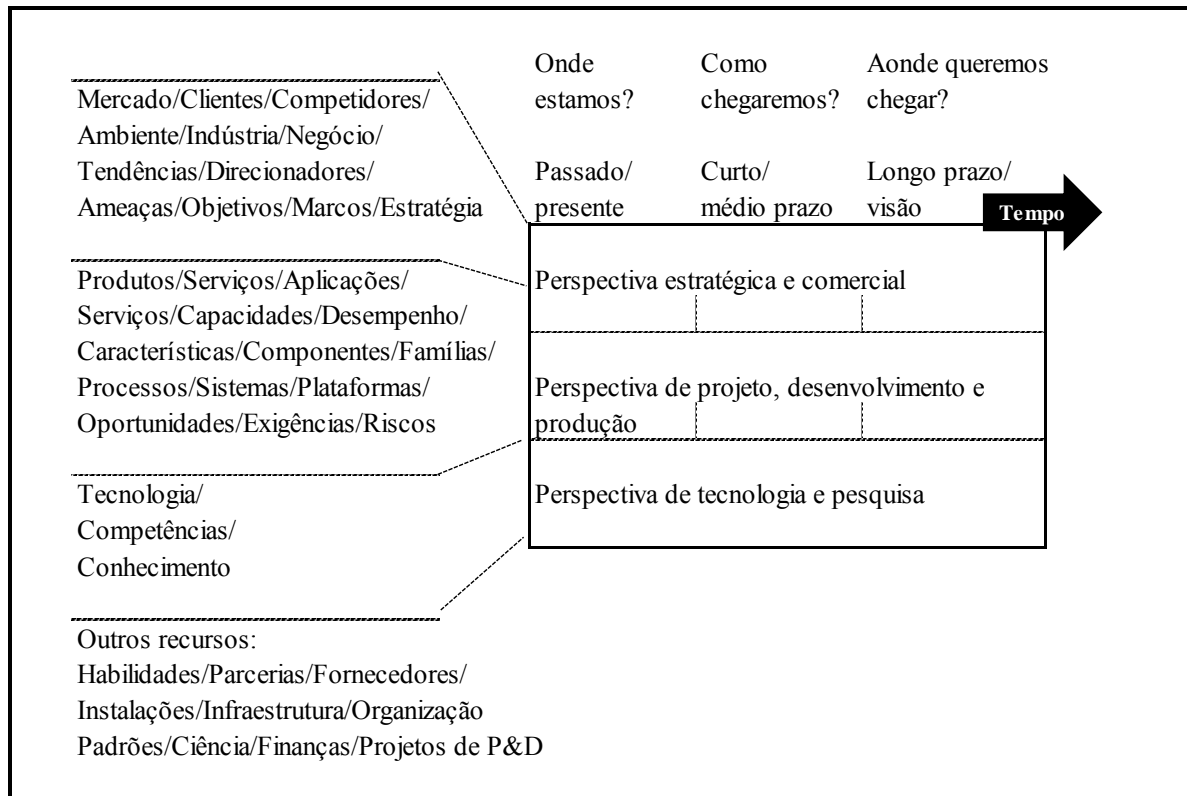 Onde
estamos?
Como
chegaremos?
Aonde queremos
chegar?
Passado/
presente
Curto/
médio prazo
Longo prazo/
visão
Tempo
Mercado/Clientes/Competidores/
Ambiente/Indústria/Negócio/
Tendências/Direcionadores/
Ameaças/Objetivos/Marcos/Estratégia
Produtos/Serviços/Aplicações/
Serviços/Capacidades/Desempenho/
Características/Componentes/Famílias/
Processos/Sistemas/Plataformas/
Oportunidades/Exigências/Riscos
Tecnologia/
Competências/
Conhecimento
Outros recursos:
Habilidades/Parcerias/Fornecedores/
Instalações/Infraestrutura/Organização
Padrões/Ciência/Finanças/Projetos de P&D
Perspectiva estratégica e comercial
Perspectiva de projeto, desenvolvimento e
produção
Perspectiva de tecnologia e pesquisa